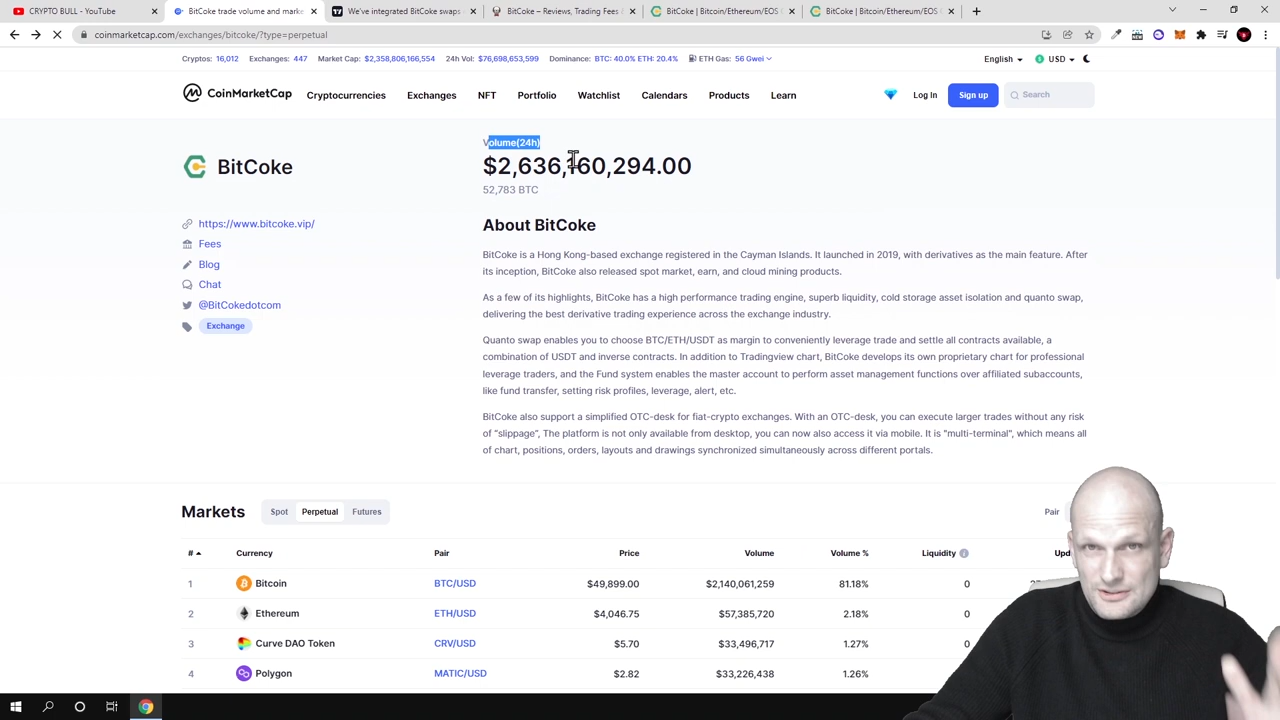 CRYPTO BULL - YouTube
BitCoke trade volume and marke
We've integrated BitCoke swaps
BitCoke – Reviews, Trading Fees
BitCoke | Bitcoin/Ethereum/EOS
BitCoke | Bitcoin/Ethereum/EOS
coinmarketcap.com/exchanges/bitcoke/?type=perpetual
Cryptos: 16,012 Exchanges: 447 Market Cap: $2,358,806,166,554 24h Vol: $76,698,653,599 Dominance: BTC: 40.0% ETH: 20.4% ETH Gas: 56 Gwei
English USD
CoinMarketCap Cryptocurrencies Exchanges NFT Portfolio Watchlist Calendars Products Learn Log In Sign up Search
BitCoke
https://www.bitcoke.vip/
Fees
Blog
Chat
@BitCokedotcom
Exchange
Volume(24h)
$2,636,160,294.00
52,783 BTC
About BitCoke
BitCoke is a Hong Kong-based exchange registered in the Cayman Islands. It launched in 2019, with derivatives as the main feature. After
its inception, BitCoke also released spot market, earn, and cloud mining products.
As a few of its highlights, BitCoke has a high performance trading engine, superb liquidity, cold storage asset isolation and quanto swap,
delivering the best derivative trading experience across the exchange industry.
Quanto swap enables you to choose BTC/ETH/USDT as margin to conveniently leverage trade and settle all contracts available, a
combination of USDT and inverse contracts. In addition to Tradingview chart, BitCoke develops its own proprietary chart for professional
leverage traders, and the Fund system enables the master account to perform asset management functions over affiliated subaccounts,
like fund transfer, setting risk profiles, leverage, alert, etc.
BitCoke also support a simplified OTC-desk for fiat-crypto exchanges. With an OTC-desk, you can execute larger trades without any risk
of "slippage", The platform is not only available from desktop, you can now also access it via mobile. It is "multi-terminal", which means all
of chart, positions, orders, layouts and drawings synchronized simultaneously across different portals.
Markets Spot Perpetual Futures Pair
# Currency Pair Price Volume Volume % Liquidity Upd
1 Bitcoin BTC/USD $49,899.00 $2,140,061,259 81.18% 0
2 Ethereum ETH/USD $4,046.75 $57,385,720 2.18% 0
3 Curve DAO Token CRV/USD $5.70 $33,496,717 1.27% 0
4 Polygon MATIC/USD $2.82 $33,226,438 1.26% 0